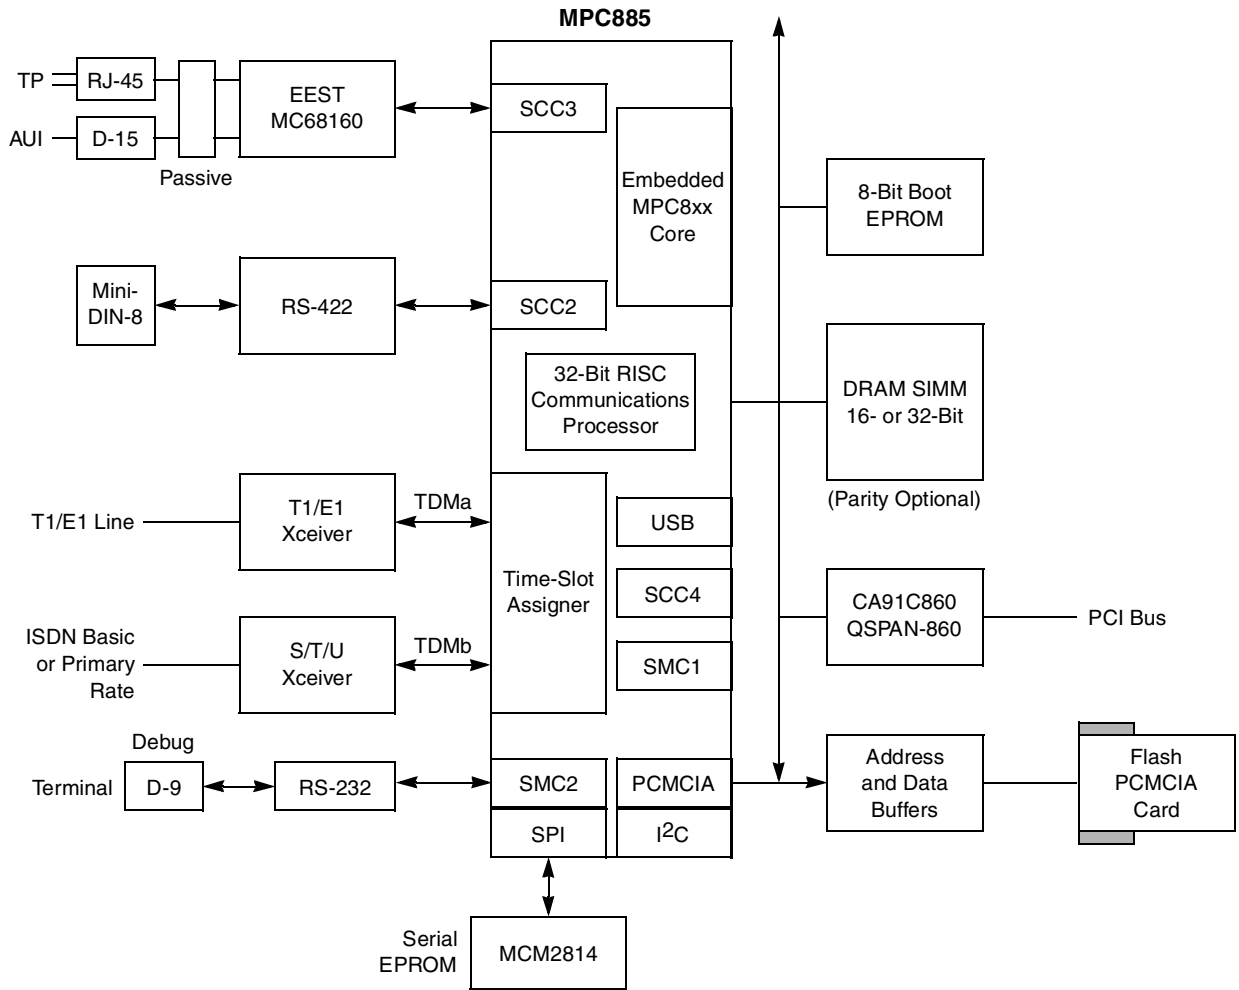 MPC885
TP
RJ-45
AUI
D-15
Passive
EEST
MC68160
SCC3
Embedded
MPC8xx
Core
8-Bit Boot
EPROM
Mini-
DIN-8
RS-422
SCC2
32-Bit RISC
Communications
Processor
DRAM SIMM
16- or 32-Bit
(Parity Optional)
T1/E1 Line
T1/E1
Xceiver
TDMa
Time-Slot
Assigner
USB
SCC4
SMC1
CA91C860
QSPAN-860
PCI Bus
ISDN Basic
or Primary
Rate
S/T/U
Xceiver
TDMb
Debug
Terminal
D-9
RS-232
SMC2
PCMCIA
SPI
I2C
Address
and Data
Buffers
Flash
PCMCIA
Card
Serial
EPROM
MCM2814